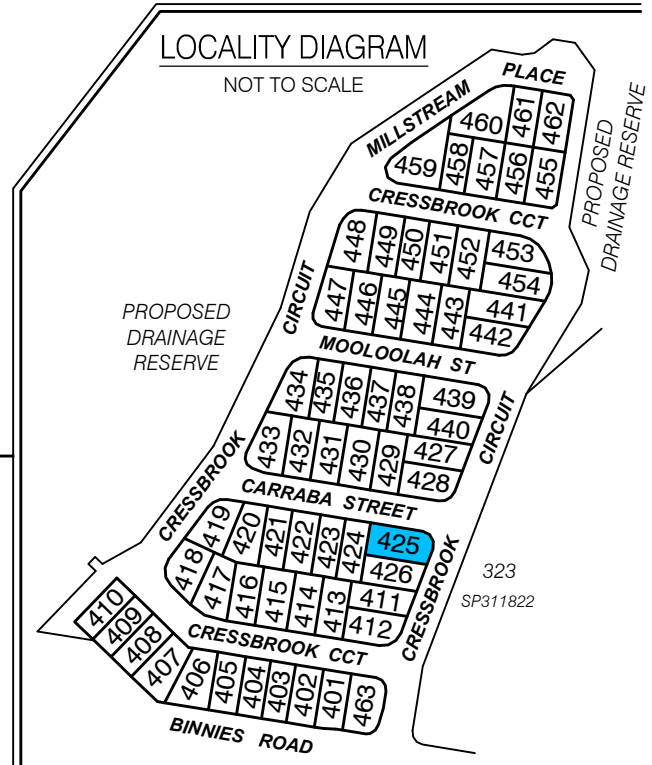 LOCALITY DIAGRAM
NOT TO SCALE
MILLSTREAM PLACE
460 461 462
459 458 457 456 455
CRESSBROOK CCT
PROPOSED
DRAINAGE RESERVE
448 449 450 451 452 453
454
447 446 445 444 443 441
442
CIRCUIT
PROPOSED
DRAINAGE
RESERVE
MOOLOOLAH ST
434 435 436 437 438 439
440
433 432 431 430 429 427
428
CIRCUIT
CRESSBROOK
CARRABA STREET
419 420 421 422 423 424 425
426
418 417 416 415 414 413 411
412
CRESSBROOK
323
SP311822
CRESSBROOK CCT
410 409 408 407 406 405 404 403 402 401 463
BINNIES ROAD